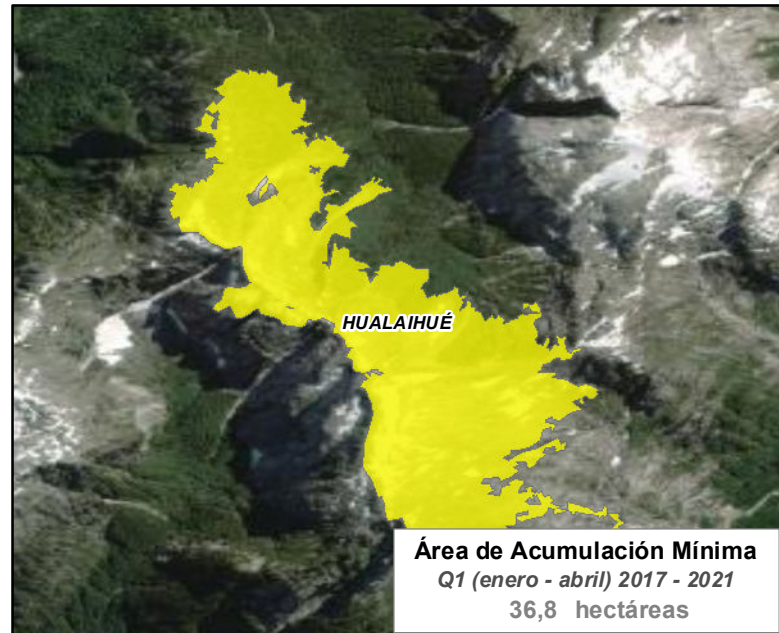 HUALAIHUÉ
Área de Acumulación Mínima
Q1 (enero - abril) 2017 - 2021
36,8 hectáreas